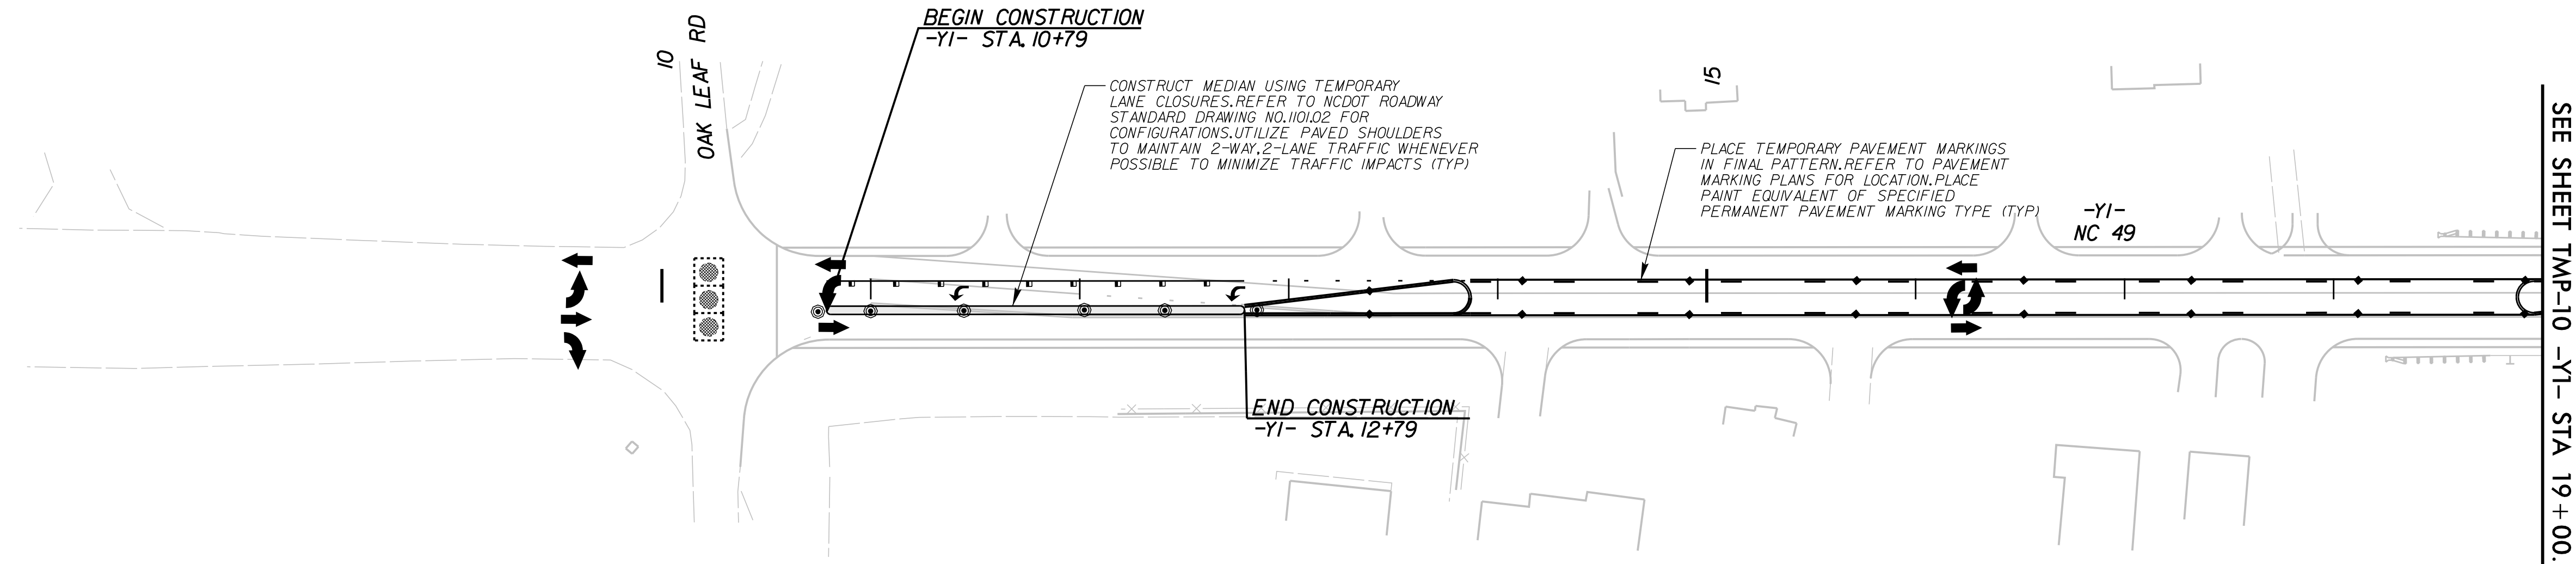 BEGIN CONSTRUCTION
-Y1- STA. 10+79
10
OAK LEAF RD
CONSTRUCT MEDIAN USING TEMPORARY
LANE CLOSURES. REFER TO NCDOT ROADWAY
STANDARD DRAWING NO. 1101.02 FOR
CONFIGURATIONS. UTILIZE PAVED SHOULDERS
TO MAINTAIN 2-WAY, 2-LANE TRAFFIC WHENEVER
POSSIBLE TO MINIMIZE TRAFFIC IMPACTS (TYP)
15
PLACE TEMPORARY PAVEMENT MARKINGS
IN FINAL PATTERN. REFER TO PAVEMENT
MARKING PLANS FOR LOCATION. PLACE
PAINT EQUIVALENT OF SPECIFIED
PERMANENT PAVEMENT MARKING TYPE (TYP)
-Y1-
NC 49
END CONSTRUCTION
-Y1- STA. 12+79
SEE SHEET TMP-10 -Y1- STA 19+00.